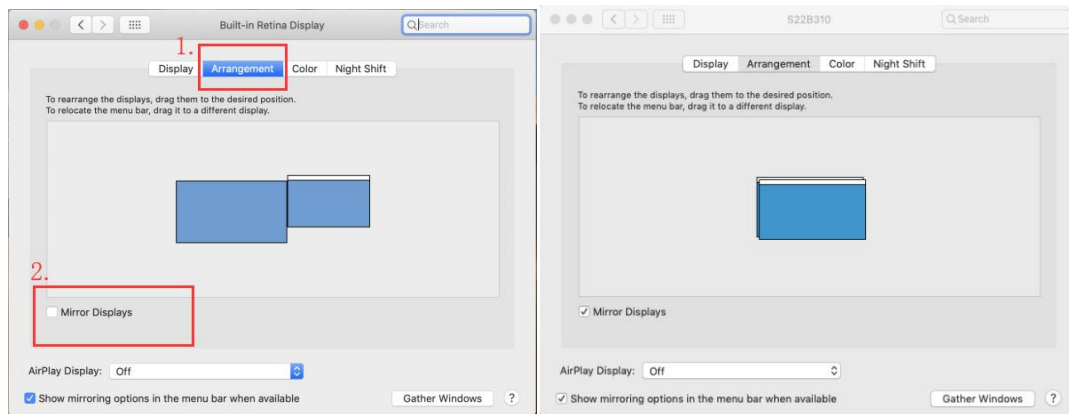 Built-in Retina Display
Search
1.
Display Arrangement Color Night Shift
To rearrange the displays, drag them to the desired position.
To relocate the menu bar, drag it to a different display.
2.
Mirror Displays
AirPlay Display: Off
Show mirroring options in the menu bar when available
Gather Windows ?
S22B310
Search
Display Arrangement Color Night Shift
To rearrange the displays, drag them to the desired position.
To relocate the menu bar, drag it to a different display.
Mirror Displays
AirPlay Display: Off
Show mirroring options in the menu bar when available
Gather Windows ?